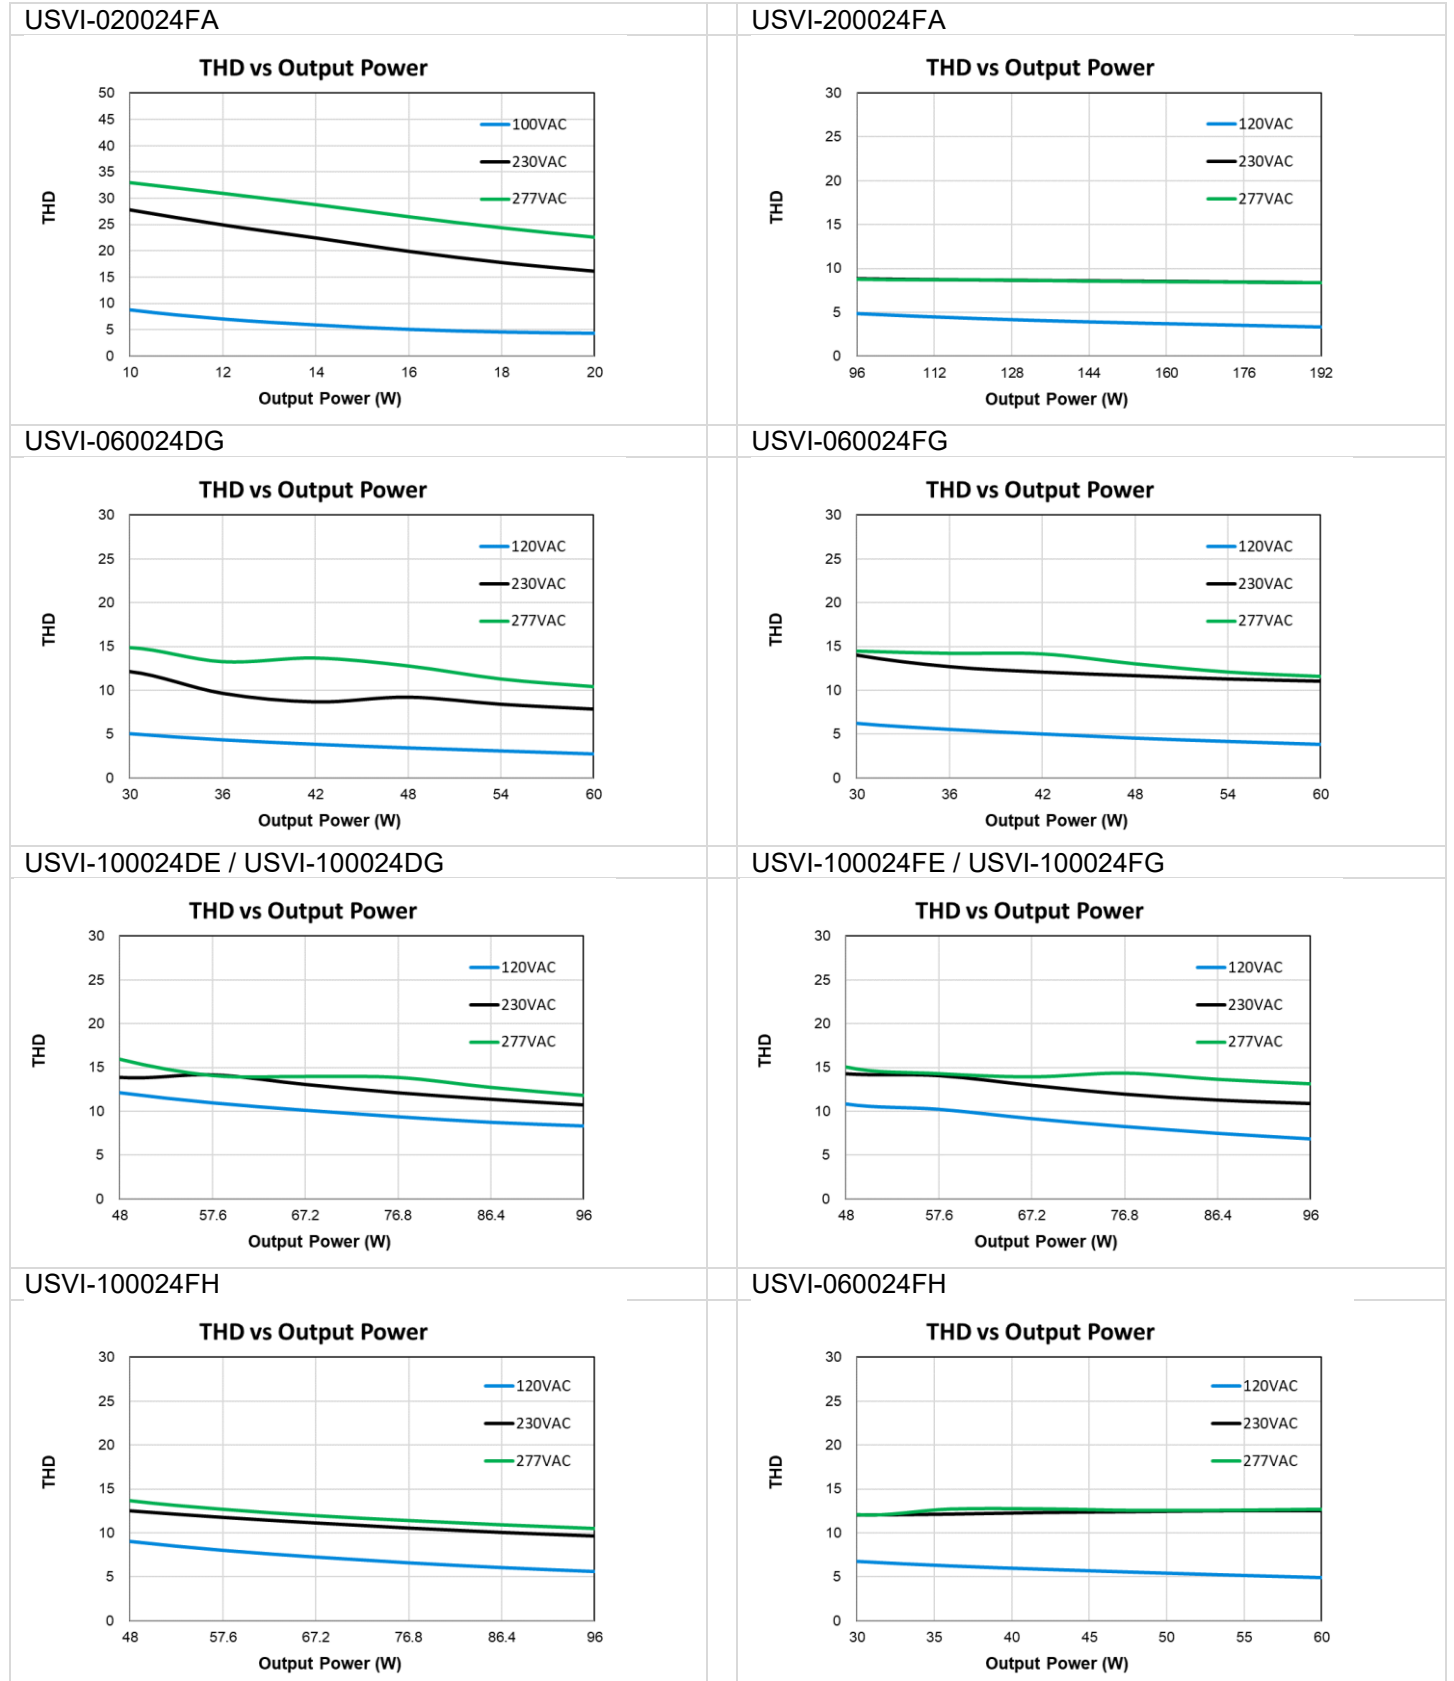 USVI-020024FA
THD vs Output Power
50
45
40
35
30
25
20
15
10
5
0
THD
100VAC
230VAC
277VAC
10 12 14 16 18 20
Output Power (W)
USVI-200024FA
THD vs Output Power
30
25
20
15
10
5
0
THD
120VAC
230VAC
277VAC
96 112 128 144 160 176 192
Output Power (W)
USVI-060024DG
THD vs Output Power
30
25
20
15
10
5
0
THD
120VAC
230VAC
277VAC
30 36 42 48 54 60
Output Power (W)
USVI-060024FG
THD vs Output Power
30
25
20
15
10
5
0
THD
120VAC
230VAC
277VAC
30 36 42 48 54 60
Output Power (W)
USVI-100024DE / USVI-100024DG
THD vs Output Power
30
25
20
15
10
5
0
THD
120VAC
230VAC
277VAC
48 57.6 67.2 76.8 86.4 96
Output Power (W)
USVI-100024FE / USVI-100024FG
THD vs Output Power
30
25
20
15
10
5
0
THD
120VAC
230VAC
277VAC
48 57.6 67.2 76.8 86.4 96
Output Power (W)
USVI-100024FH
THD vs Output Power
30
25
20
15
10
5
0
THD
120VAC
230VAC
277VAC
48 57.6 67.2 76.8 86.4 96
Output Power (W)
USVI-060024FH
THD vs Output Power
30
25
20
15
10
5
0
THD
120VAC
230VAC
277VAC
30 35 40 45 50 55 60
Output Power (W)